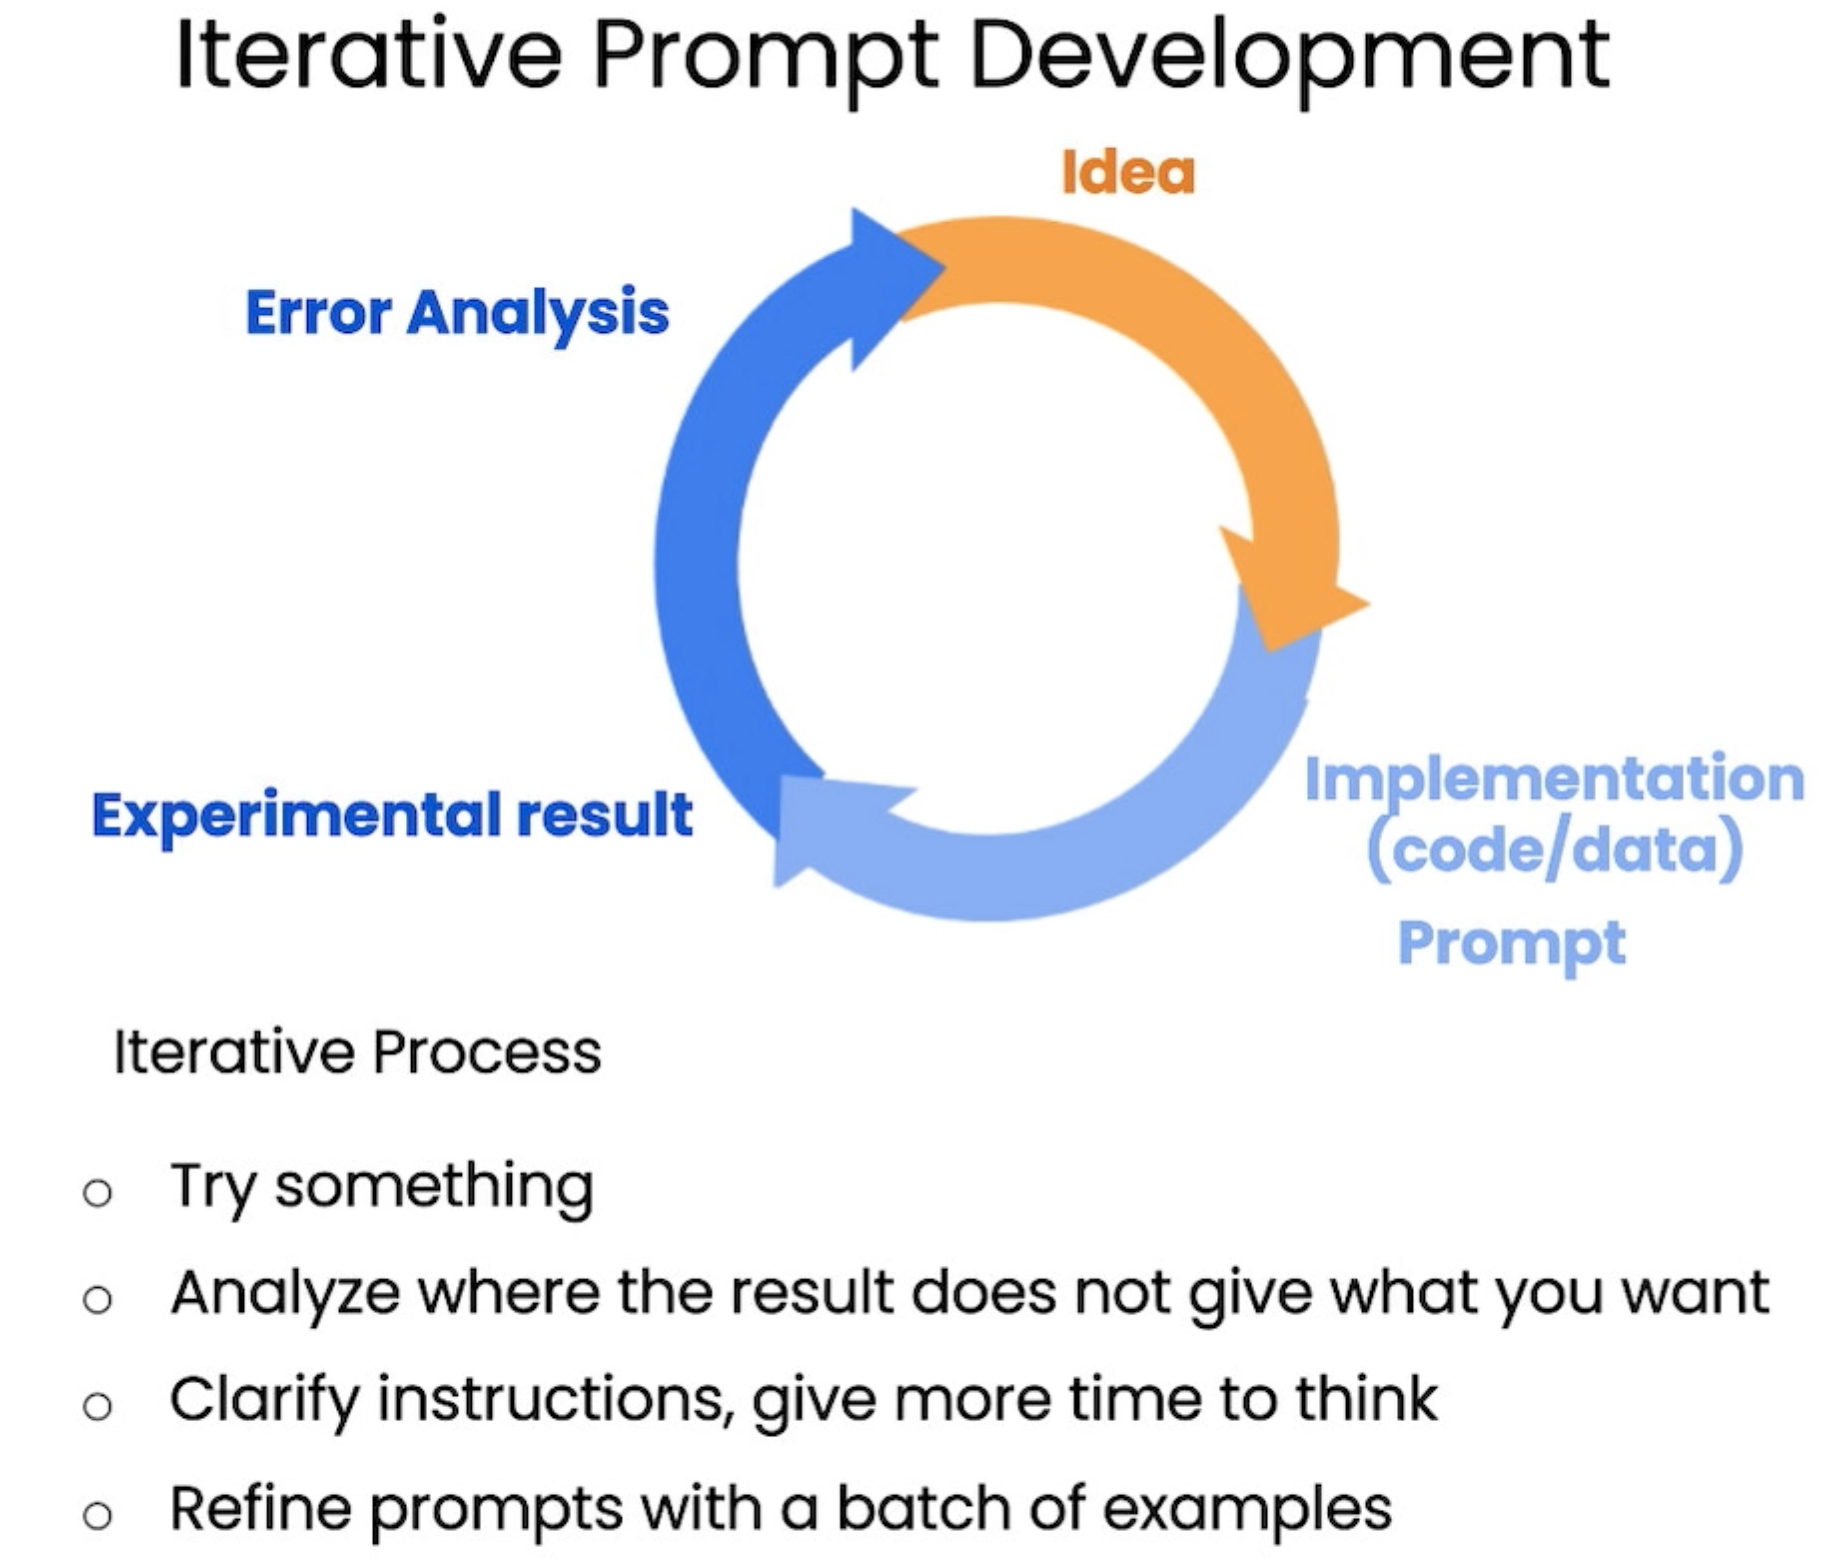 Iterative Prompt Development
Idea
Error Analysis
Experimental result
Implementation
(code/data)
Prompt
Iterative Process
Try something
Analyze where the result does not give what you want
Clarify instructions, give more time to think
Refine prompts with a batch of examples